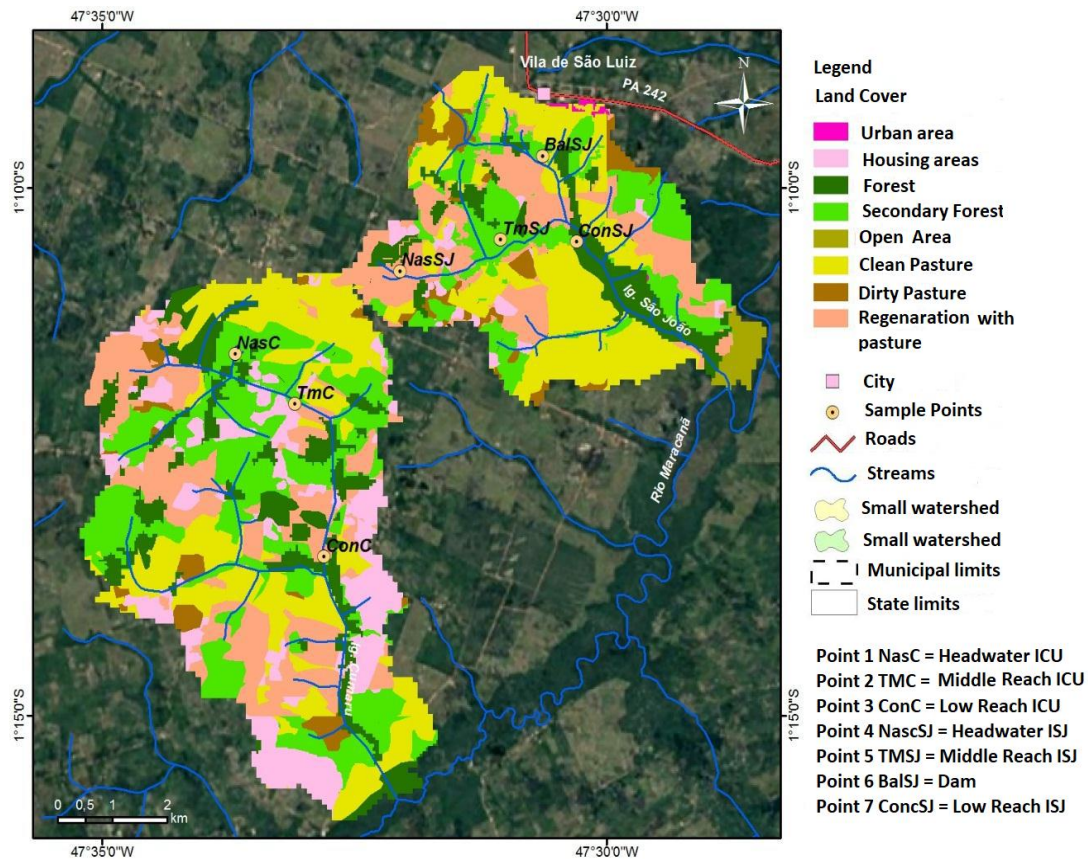 47°35'0"W
47°30'0"W
Vila de São Luiz
PA 242
N
BalSJ
TmSJ
ConSJ
NasSJ
Ig. São João
NasC
TmC
ConC
Ig. Cumaru
Rio Maracanã
1°10'0"S
1°10'0"S
1°15'0"S
1°15'0"S
0 0,5 1 2
km
47°35'0"W
47°30'0"W
Legend
Land Cover
Urban area
Housing areas
Forest
Secondary Forest
Open Area
Clean Pasture
Dirty Pasture
Regenaration with
pasture
City
Sample Points
Roads
Streams
Small watershed
Small watershed
Municipal limits
State limits
Point 1 NasC = Headwater ICU
Point 2 TMC = Middle Reach ICU
Point 3 ConC = Low Reach ICU
Point 4 NascSJ = Headwater ISJ
Point 5 TMSJ = Middle Reach ISJ
Point 6 BalSJ = Dam
Point 7 ConcSJ = Low Reach ISJ